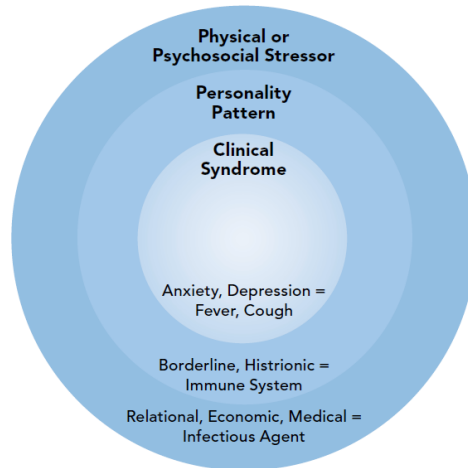 Physical or
Psychosocial Stressor
Personality
Pattern
Clinical
Syndrome
Anxiety, Depression =
Fever, Cough
Borderline, Histrionic =
Immune System
Relational, Economic, Medical =
Infectious Agent